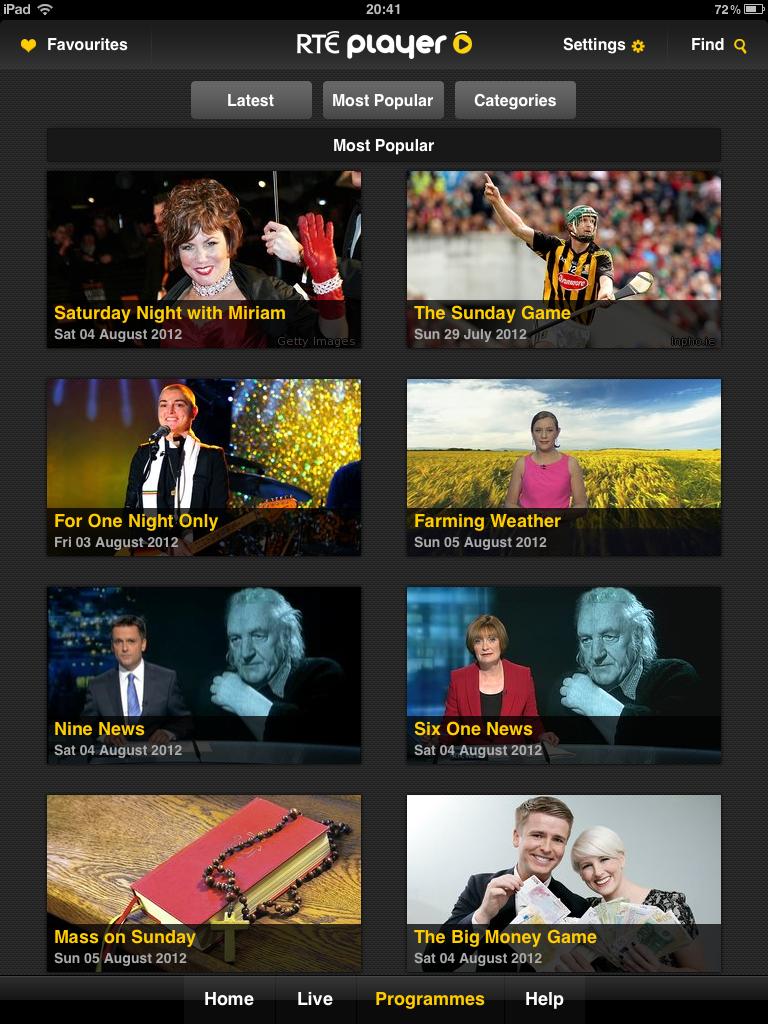 iPad 20:41 72%
Favourites RTÉ player Settings Find
Latest Most Popular Categories
Most Popular
Saturday Night with Miriam
Sat 04 August 2012
Getty Images
The Sunday Game
Sun 29 July 2012
Inpho.ie
For One Night Only
Fri 03 August 2012
Farming Weather
Sun 05 August 2012
Nine News
Sat 04 August 2012
Six One News
Sat 04 August 2012
Mass on Sunday
Sun 05 August 2012
The Big Money Game
Sat 04 August 2012
Home Live Programmes Help